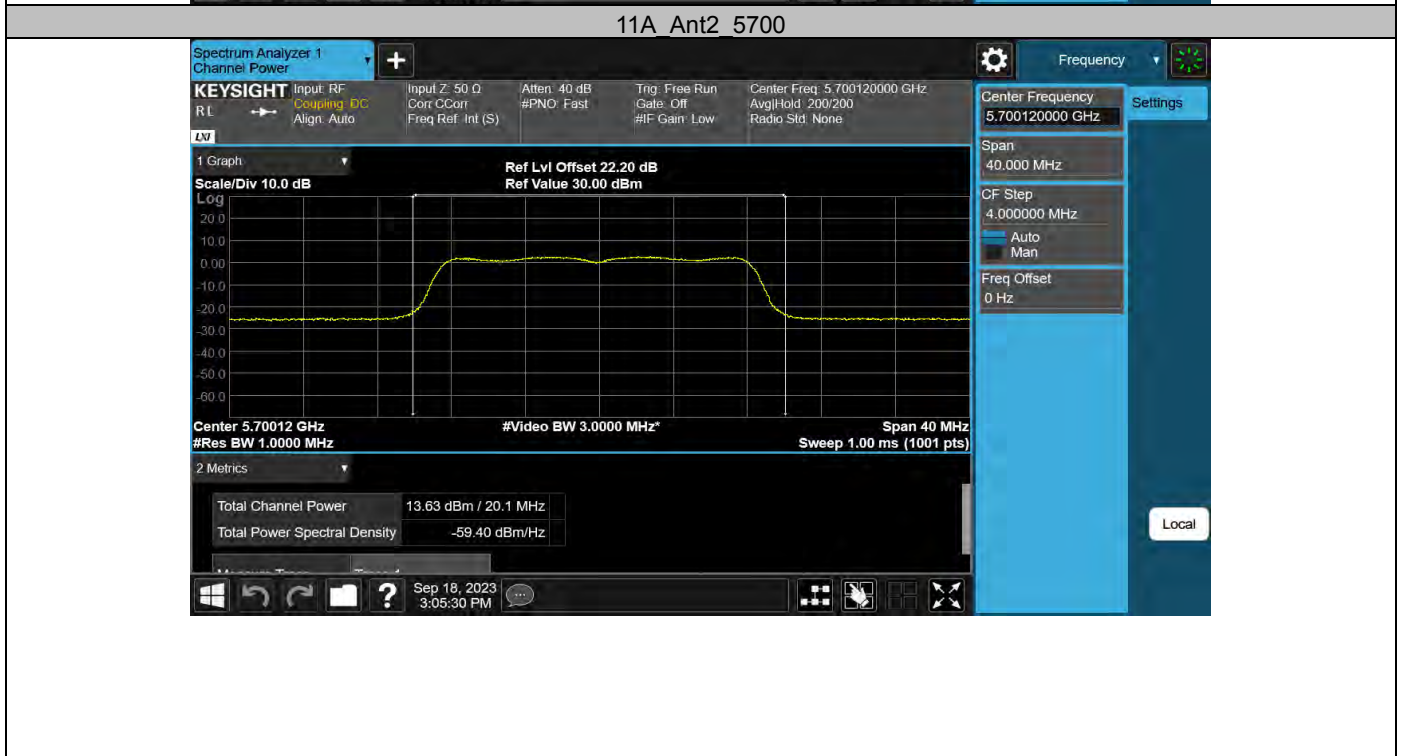 11A_Ant2_5700
Spectrum Analyzer 1
Channel Power
+
Frequency
KEYSIGHT
RL
LXI
Input: RF
Coupling: DC
Align: Auto
Input Z: 50 Ω
Corr CCorr
Freq Ref: Int (S)
Atten: 40 dB
#PNO: Fast
Trig: Free Run
Gate: Off
#IF Gain: Low
Center Freq: 5.700120000 GHz
Avg|Hold: 200/200
Radio Std: None
Center Frequency
5.700120000 GHz
Settings
Span
40.000 MHz
CF Step
4.000000 MHz
Auto
Man
Freq Offset
0 Hz
1 Graph
Scale/Div 10.0 dB
Ref Lvl Offset 22.20 dB
Ref Value 30.00 dBm
Log
20.0
10.0
0.00
-10.0
-20.0
-30.0
-40.0
-50.0
-60.0
Center 5.70012 GHz
#Video BW 3.0000 MHz*
Span 40 MHz
#Res BW 1.0000 MHz
Sweep 1.00 ms (1001 pts)
2 Metrics
Total Channel Power 13.63 dBm / 20.1 MHz
Total Power Spectral Density -59.40 dBm/Hz
Local
?
Sep 18, 2023
3:05:30 PM